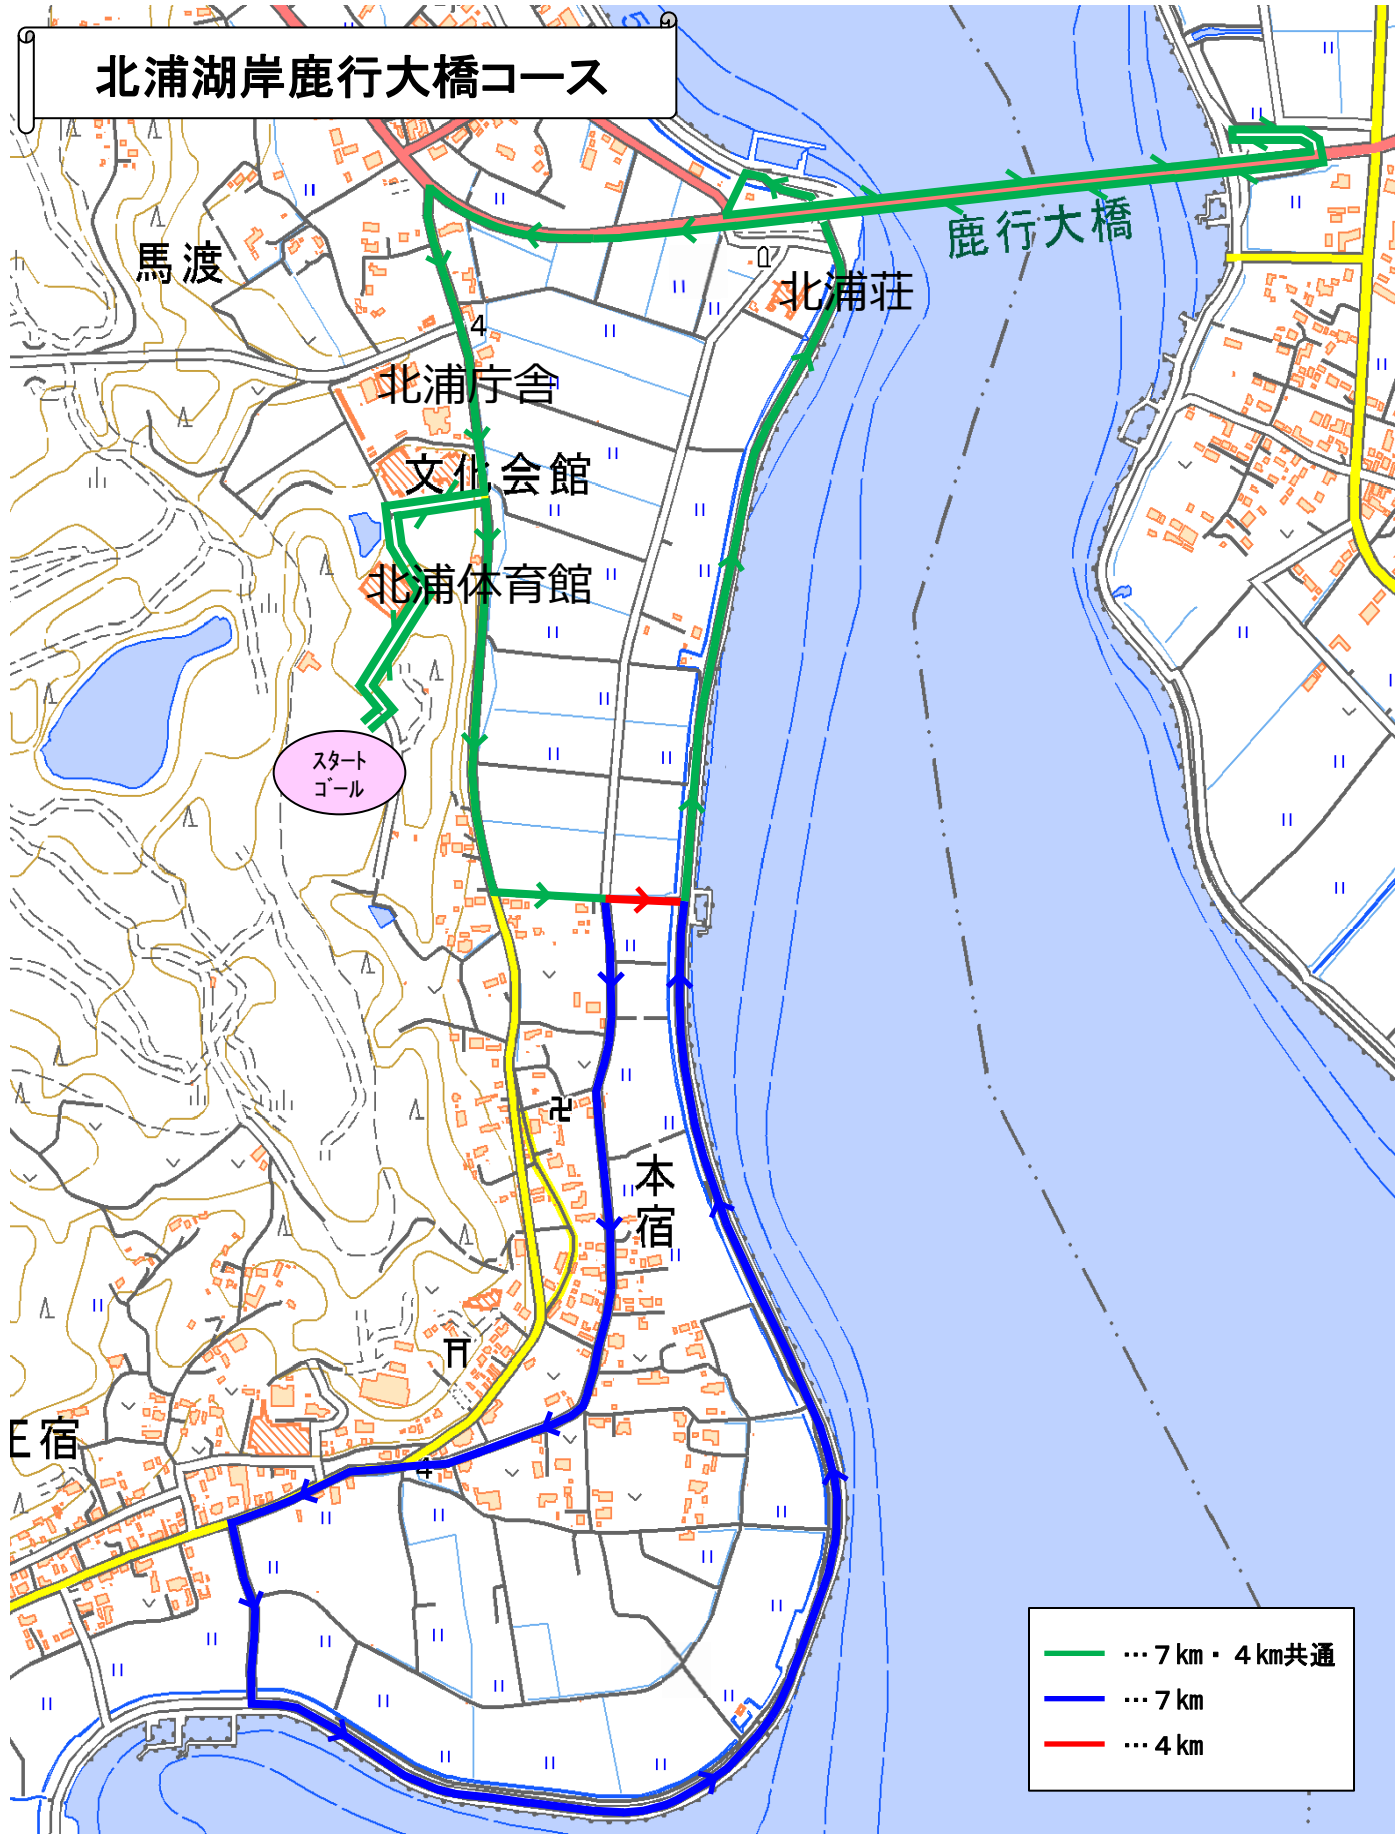 北浦湖岸鹿行大橋コース
鹿行大橋
馬渡
北浦荘
4
北浦庁舎
文化会館
北浦体育館
スタート
ゴール
本
宿
宿
4
…７km・４km共通
…７km
…４km